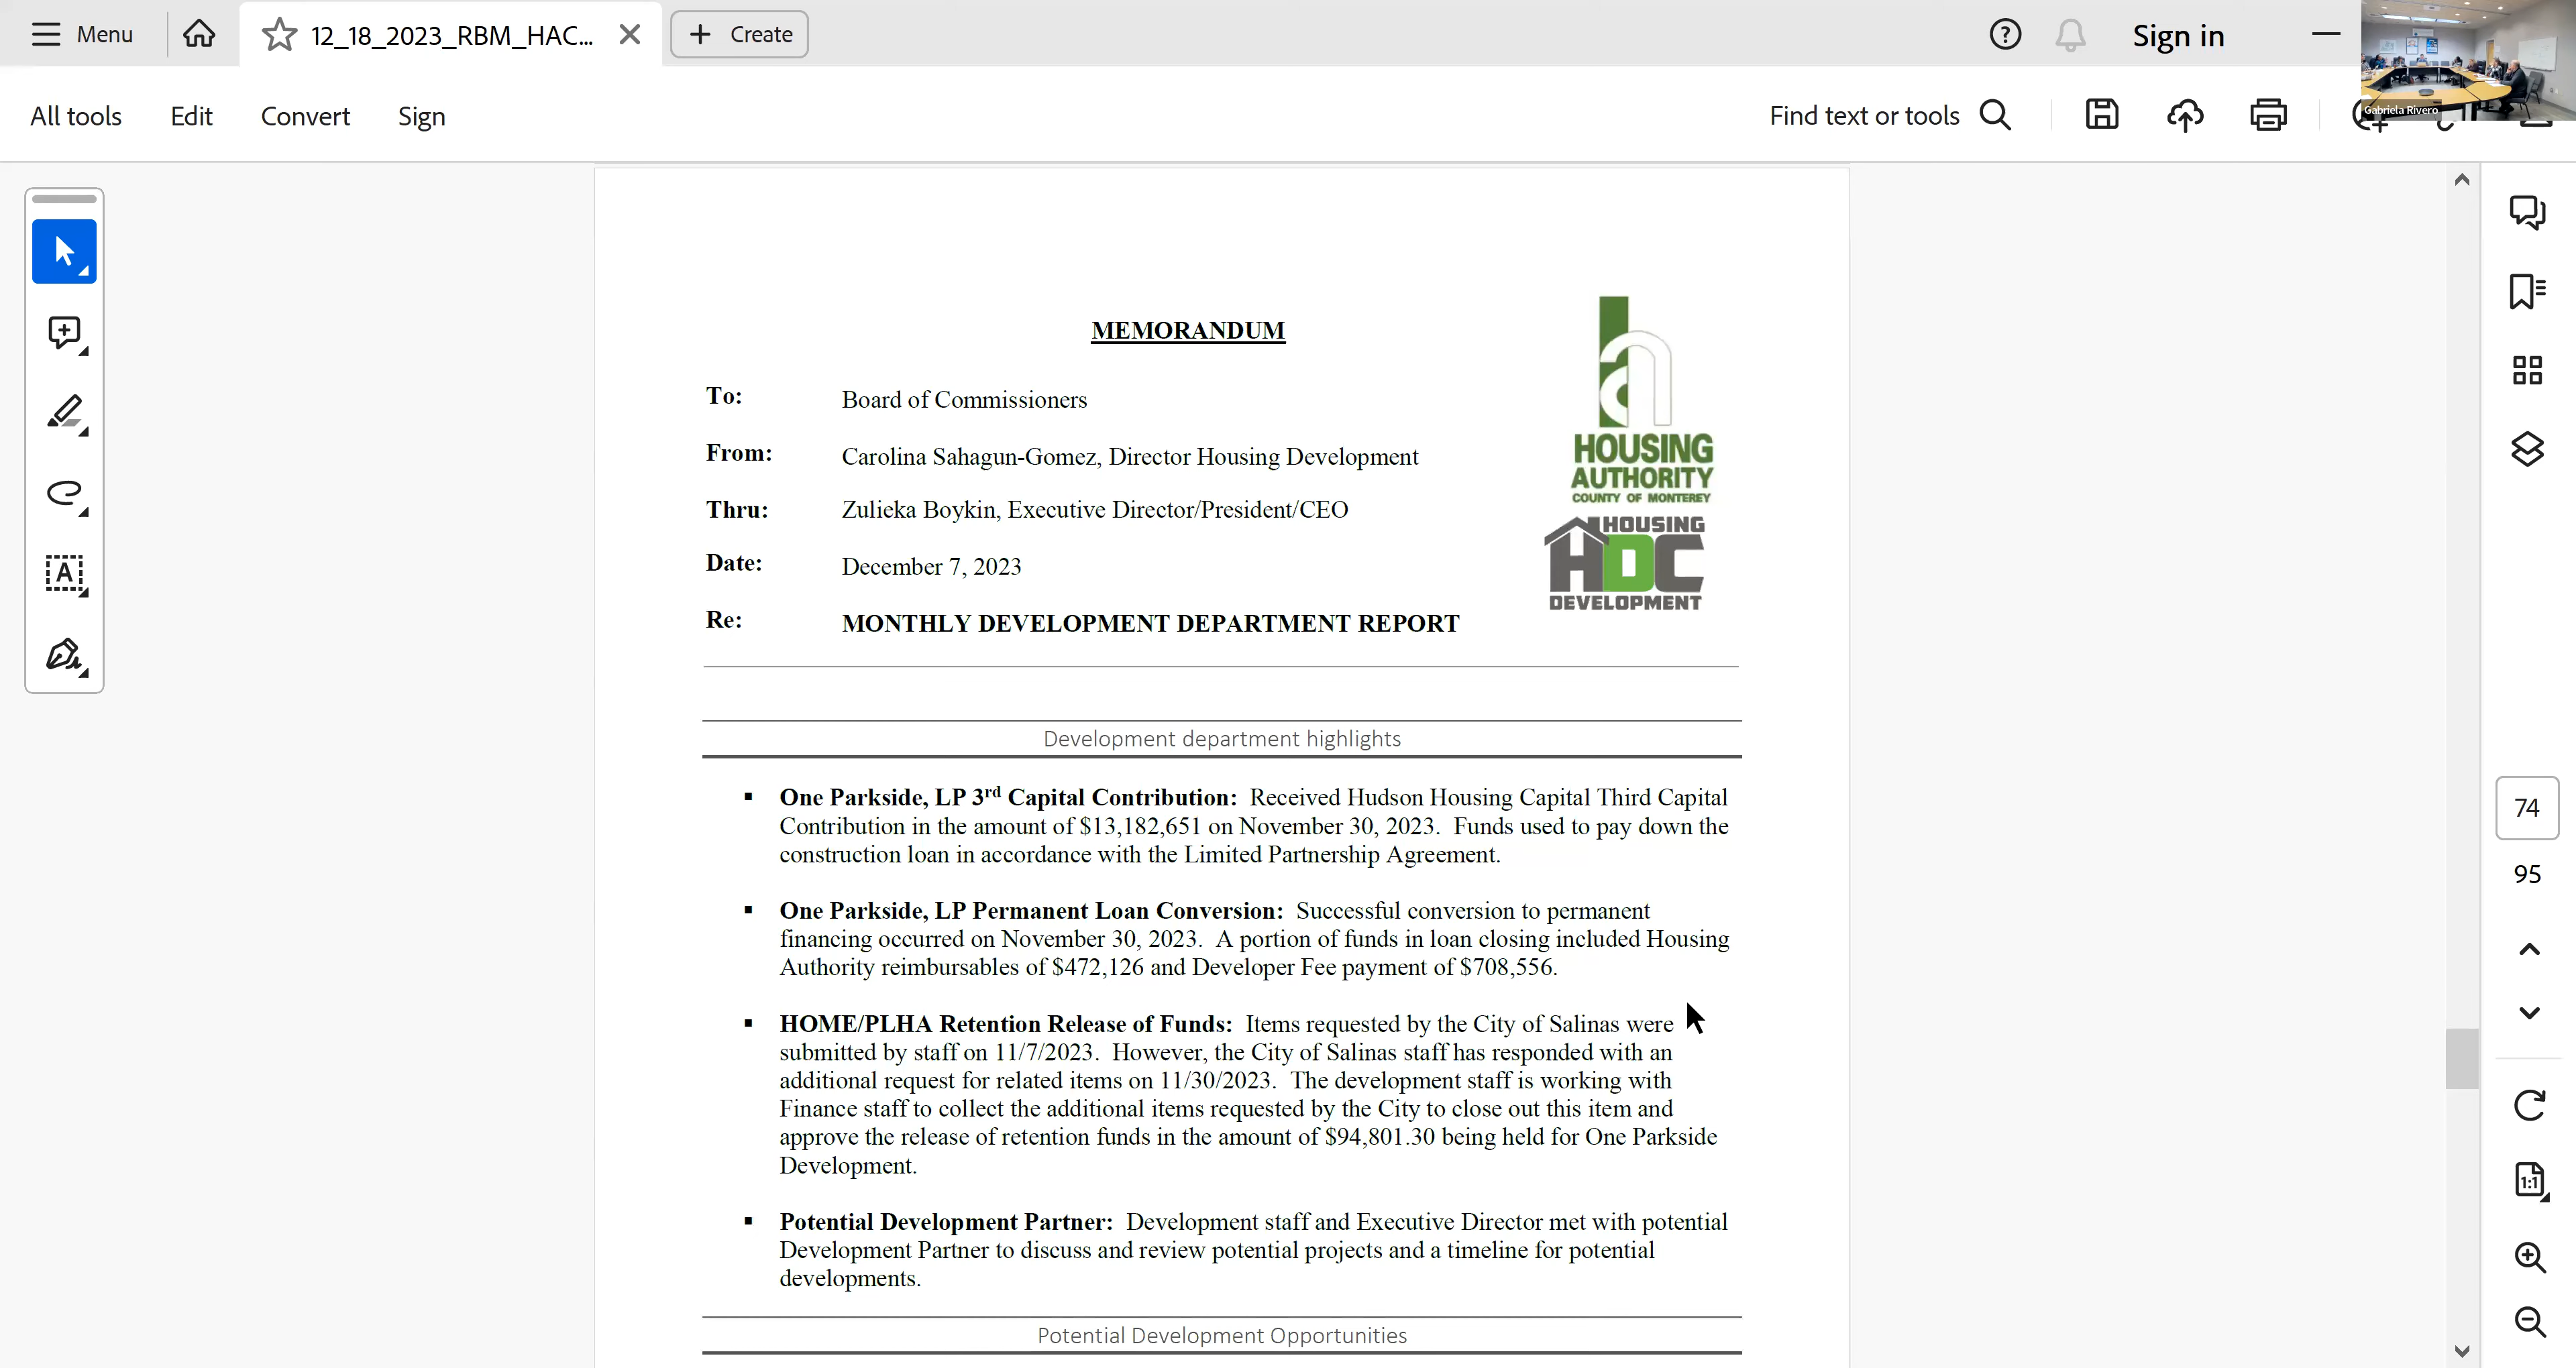 Menu
12_18_2023_RBM_HAC...
Create
Sign in
Gabriela Rivero
All tools
Edit
Convert
Sign
Find text or tools
MEMORANDUM
To: Board of Commissioners
From: Carolina Sahagun-Gomez, Director Housing Development
Thru: Zulieka Boykin, Executive Director/President/CEO
Date: December 7, 2023
Re: MONTHLY DEVELOPMENT DEPARTMENT REPORT
ha
HOUSING
AUTHORITY
COUNTY OF MONTEREY
HOUSING
HDC
DEVELOPMENT
Development department highlights
▪ One Parkside, LP 3rd Capital Contribution: Received Hudson Housing Capital Third Capital
Contribution in the amount of $13,182,651 on November 30, 2023. Funds used to pay down the
construction loan in accordance with the Limited Partnership Agreement.
▪ One Parkside, LP Permanent Loan Conversion: Successful conversion to permanent
financing occurred on November 30, 2023. A portion of funds in loan closing included Housing
Authority reimbursables of $472,126 and Developer Fee payment of $708,556.
▪ HOME/PLHA Retention Release of Funds: Items requested by the City of Salinas were
submitted by staff on 11/7/2023. However, the City of Salinas staff has responded with an
additional request for related items on 11/30/2023. The development staff is working with
Finance staff to collect the additional items requested by the City to close out this item and
approve the release of retention funds in the amount of $94,801.30 being held for One Parkside
Development.
▪ Potential Development Partner: Development staff and Executive Director met with potential
Development Partner to discuss and review potential projects and a timeline for potential
developments.
Potential Development Opportunities
74
95
1:1